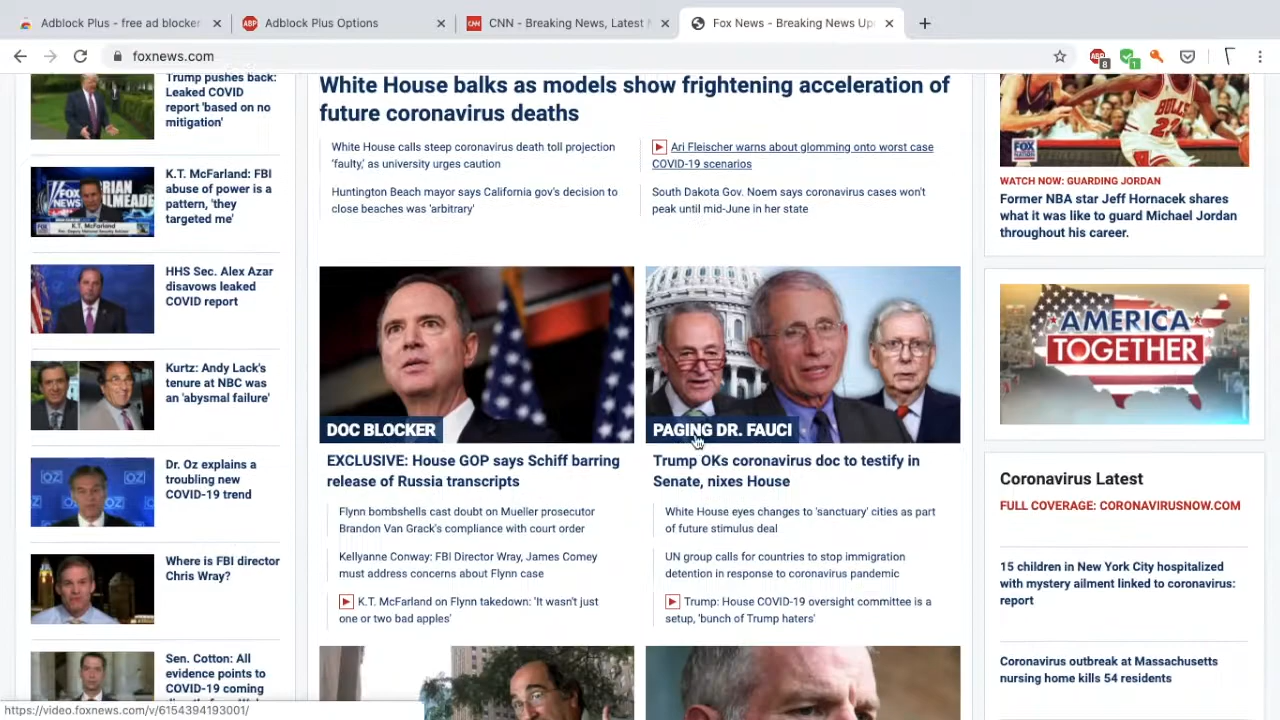 Adblock Plus - free ad blocker
Adblock Plus Options
CNN - Breaking News, Latest
Fox News - Breaking News Up
foxnews.com
8
1
Trump pushes back:
Leaked COVID
report 'based on no
mitigation'
FOX NEWS
BRIAN
KILMEADE
K.T. McFARLAND
K.T. McFarland: FBI
abuse of power is a
pattern, 'they
targeted me'
HHS Sec. Alex Azar
disavows leaked
COVID report
Kurtz: Andy Lack's
tenure at NBC was
an 'abysmal failure'
OZ
OZ
Dr. Oz explains a
troubling new
COVID-19 trend
Where is FBI director
Chris Wray?
Sen. Cotton: All
evidence points to
COVID-19 coming
https://video.foxnews.com/v/6154394193001/
White House balks as models show frightening acceleration of
future coronavirus deaths
White House calls steep coronavirus death toll projection
'faulty,' as university urges caution
Ari Fleischer warns about glomming onto worst case
COVID-19 scenarios
Huntington Beach mayor says California gov's decision to
close beaches was 'arbitrary'
South Dakota Gov. Noem says coronavirus cases won't
peak until mid-June in her state
DOC BLOCKER
EXCLUSIVE: House GOP says Schiff barring
release of Russia transcripts
Flynn bombshells cast doubt on Mueller prosecutor
Brandon Van Grack's compliance with court order
Kellyanne Conway: FBI Director Wray, James Comey
must address concerns about Flynn case
K.T. McFarland on Flynn takedown: 'It wasn't just
one or two bad apples'
PAGING DR. FAUCI
Trump OKs coronavirus doc to testify in
Senate, nixes House
White House eyes changes to 'sanctuary' cities as part
of future stimulus deal
UN group calls for countries to stop immigration
detention in response to coronavirus pandemic
Trump: House COVID-19 oversight committee is a
setup, 'bunch of Trump haters'
BULLS
FOX
NEWS
WATCH NOW: GUARDING JORDAN
Former NBA star Jeff Hornacek shares
what it was like to guard Michael Jordan
throughout his career.
AMERICA
TOGETHER
Coronavirus Latest
FULL COVERAGE: CORONAVIRUSNOW.COM
15 children in New York City hospitalized
with mystery ailment linked to coronavirus:
report
Coronavirus outbreak at Massachusetts
nursing home kills 54 residents